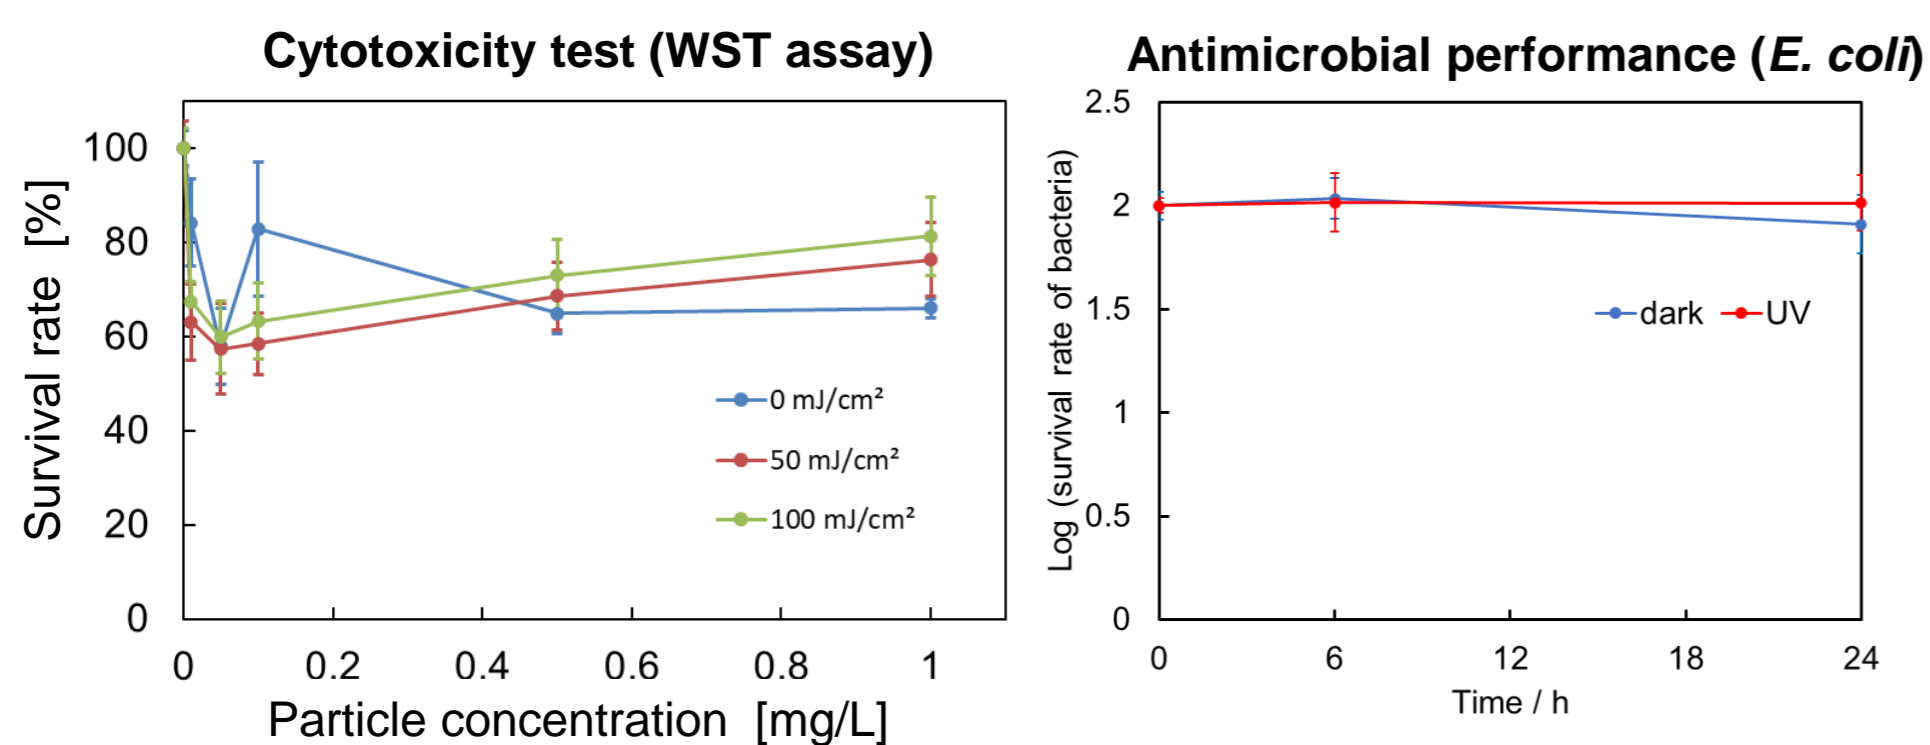 Cytotoxicity test (WST assay)
Survival rate [%]
100
80
60
40
20
0
0 mJ/cm²
50 mJ/cm²
100 mJ/cm²
0 0.2 0.4 0.6 0.8 1
Particle concentration [mg/L]
Antimicrobial performance (E. coli)
Log (survival rate of bacteria)
2.5
2
1.5
1
0.5
0
dark UV
0 6 12 18 24
Time / h